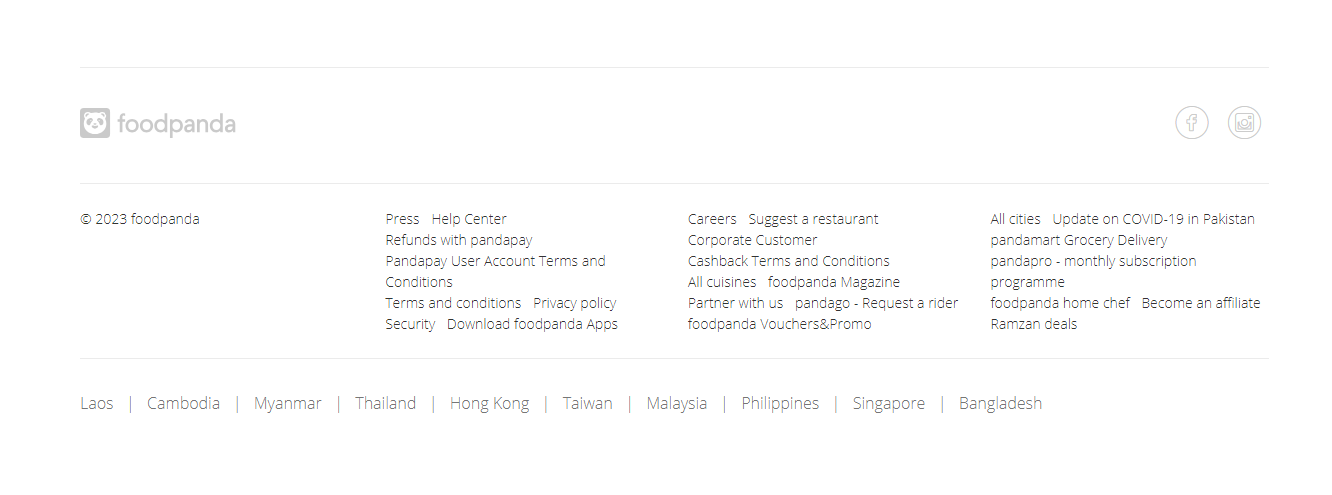 foodpanda
© 2023 foodpanda
Press Help Center
Refunds with pandapay
Pandapay User Account Terms and
Conditions
Terms and conditions Privacy policy
Security Download foodpanda Apps
Careers Suggest a restaurant
Corporate Customer
Cashback Terms and Conditions
All cuisines foodpanda Magazine
Partner with us pandago - Request a rider
foodpanda Vouchers&Promo
All cities Update on COVID-19 in Pakistan
pandamart Grocery Delivery
pandapro - monthly subscription
programme
foodpanda home chef Become an affiliate
Ramzan deals
Laos | Cambodia | Myanmar | Thailand | Hong Kong | Taiwan | Malaysia | Philippines | Singapore | Bangladesh